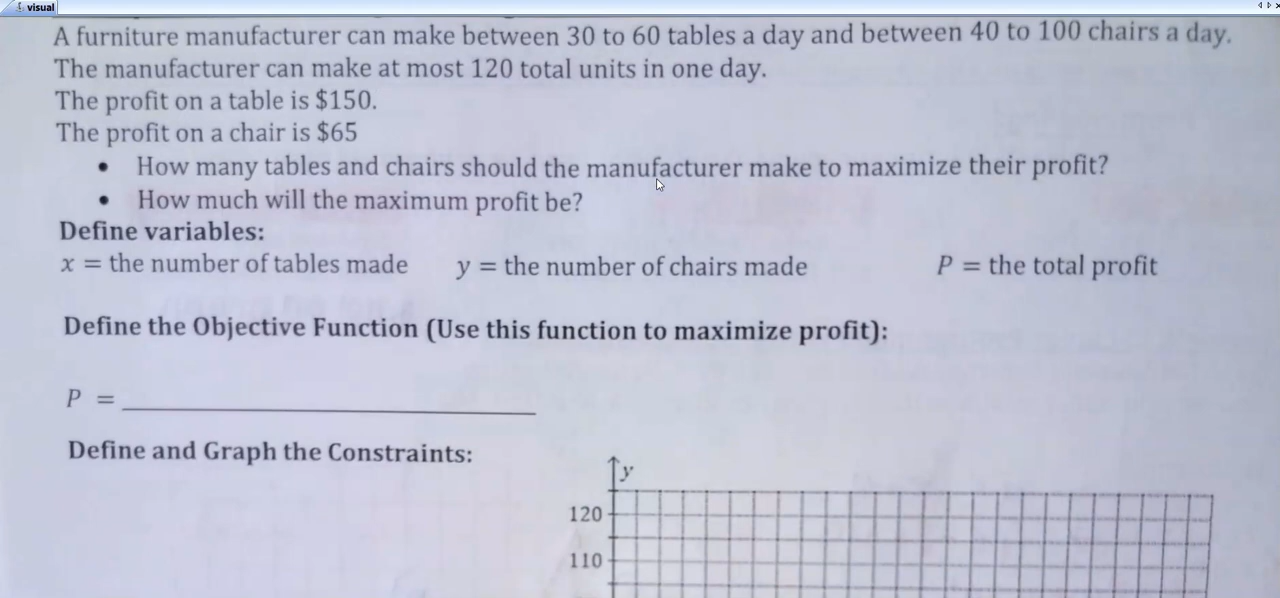 visual
A furniture manufacturer can make between 30 to 60 tables a day and between 40 to 100 chairs a day.
The manufacturer can make at most 120 total units in one day.
The profit on a table is $150.
The profit on a chair is $65
• How many tables and chairs should the manufacturer make to maximize their profit?
• How much will the maximum profit be?
Define variables:
x = the number of tables made y = the number of chairs made P = the total profit
Define the Objective Function (Use this function to maximize profit):
P = ____________________
Define and Graph the Constraints:
y
120
110